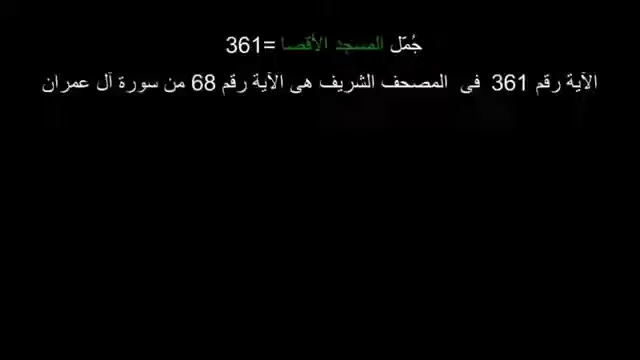 جُمّل المسجد الأقصا =361
الآية رقم 361 فى المصحف الشريف هى الآية رقم 68 من سورة آل عمران